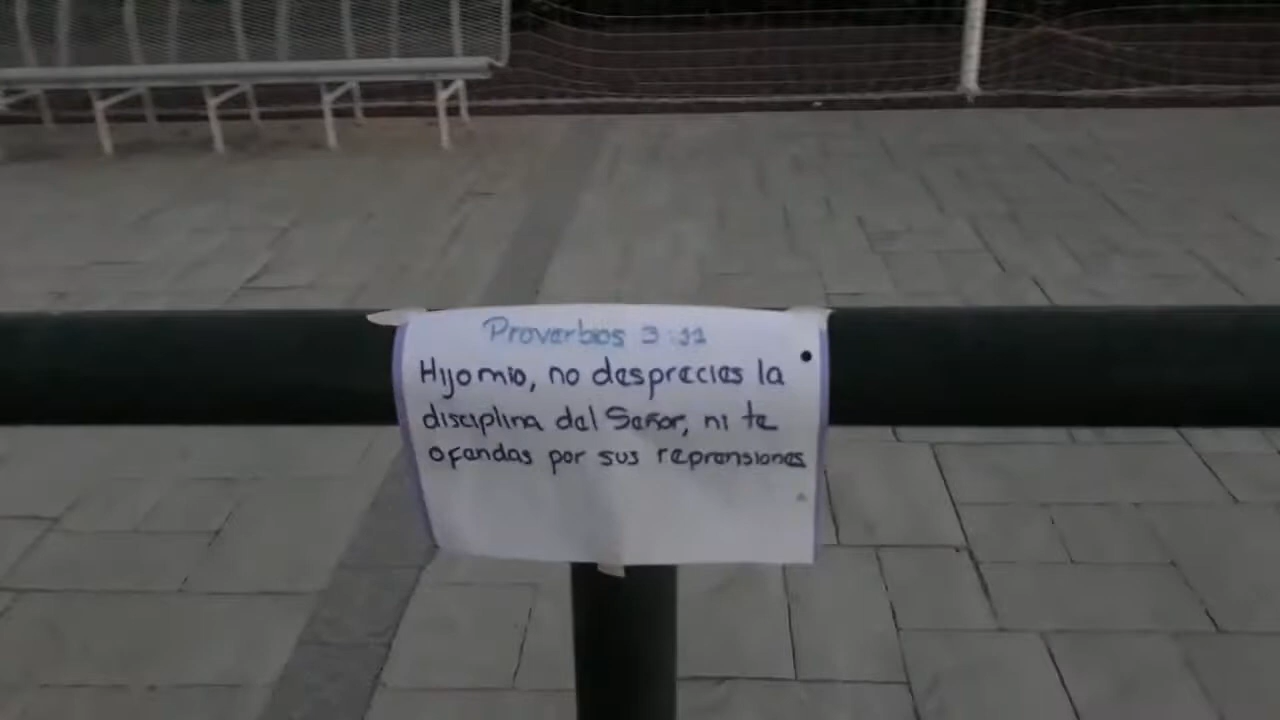 Proverbios 3:11
Hijo mio, no desprecies la
disciplina del Señor, ni te
ofendas por sus reprensiones